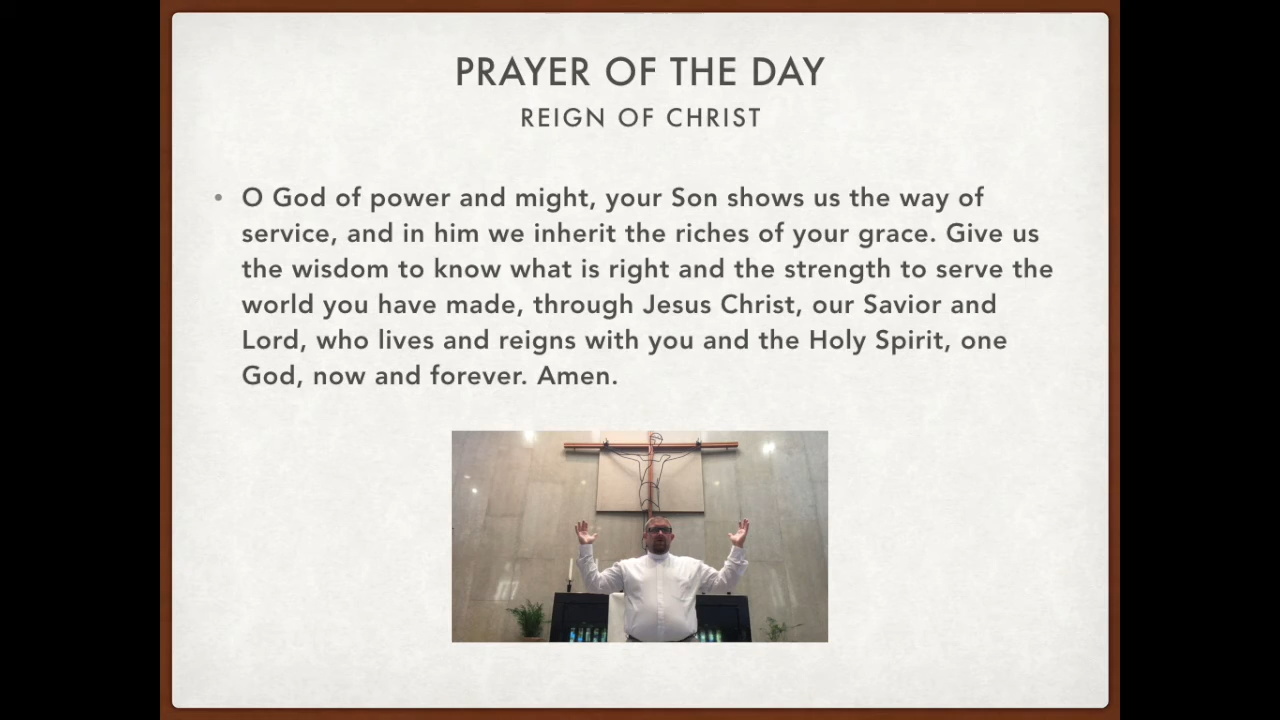 PRAYER OF THE DAY
REIGN OF CHRIST
• O God of power and might, your Son shows us the way of
service, and in him we inherit the riches of your grace. Give us
the wisdom to know what is right and the strength to serve the
world you have made, through Jesus Christ, our Savior and
Lord, who lives and reigns with you and the Holy Spirit, one
God, now and forever. Amen.